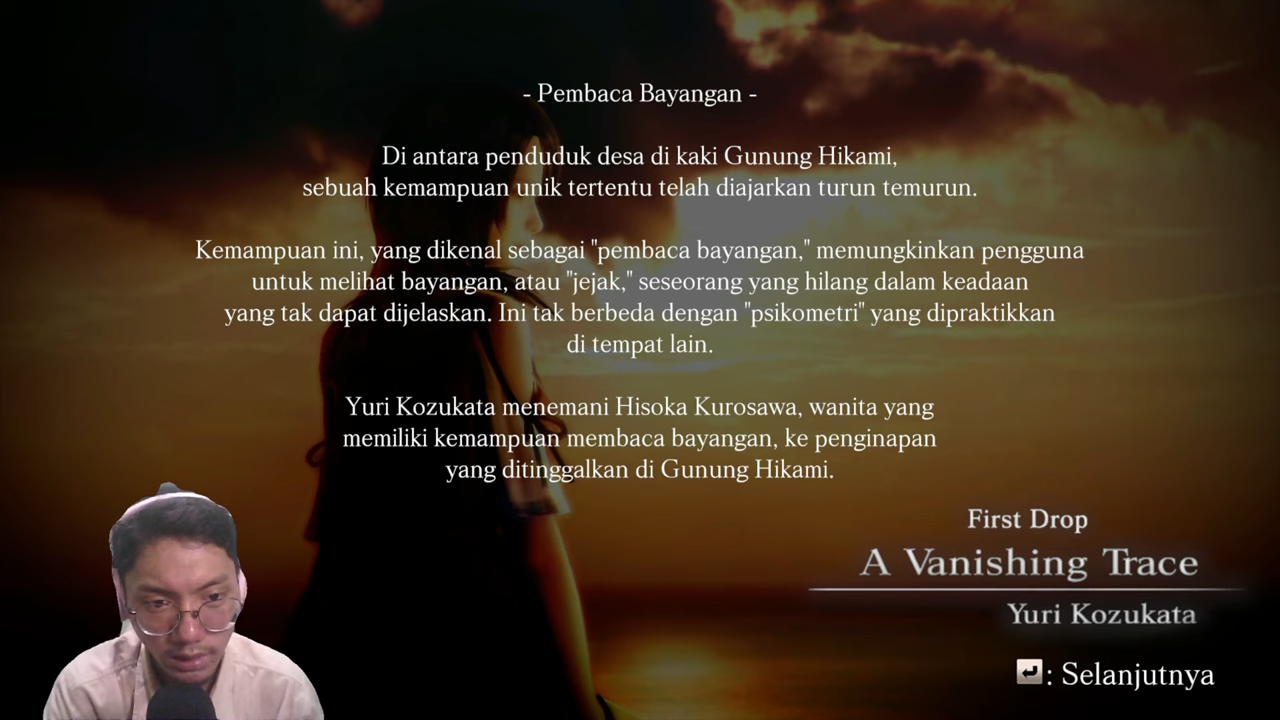 - Pembaca Bayangan -
Di antara penduduk desa di kaki Gunung Hikami,
sebuah kemampuan unik tertentu telah diajarkan turun temurun.
Kemampuan ini, yang dikenal sebagai "pembaca bayangan," memungkinkan pengguna
untuk melihat bayangan, atau "jejak," seseorang yang hilang dalam keadaan
yang tak dapat dijelaskan. Ini tak berbeda dengan "psikometri" yang dipraktikkan
di tempat lain.
Yuri Kozukata menemani Hisoka Kurosawa, wanita yang
memiliki kemampuan membaca bayangan, ke penginapan
yang ditinggalkan di Gunung Hikami.
First Drop
A Vanishing Trace
Yuri Kozukata
: Selanjutnya